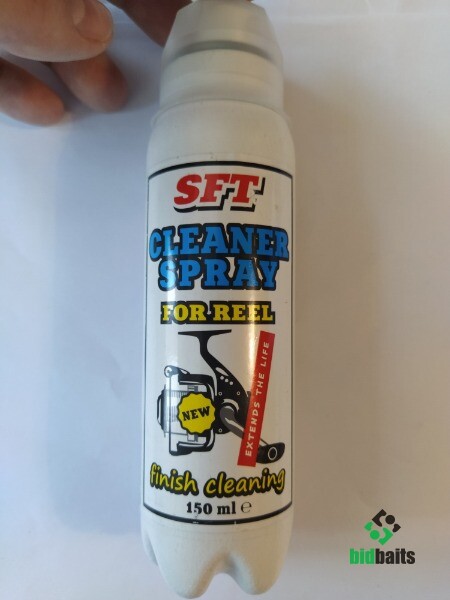 SFT
CLEANER
SPRAY
FOR REEL
NEW
EXTENDS THE LIFE
finish cleaning
150 ml ℮
bidbaits